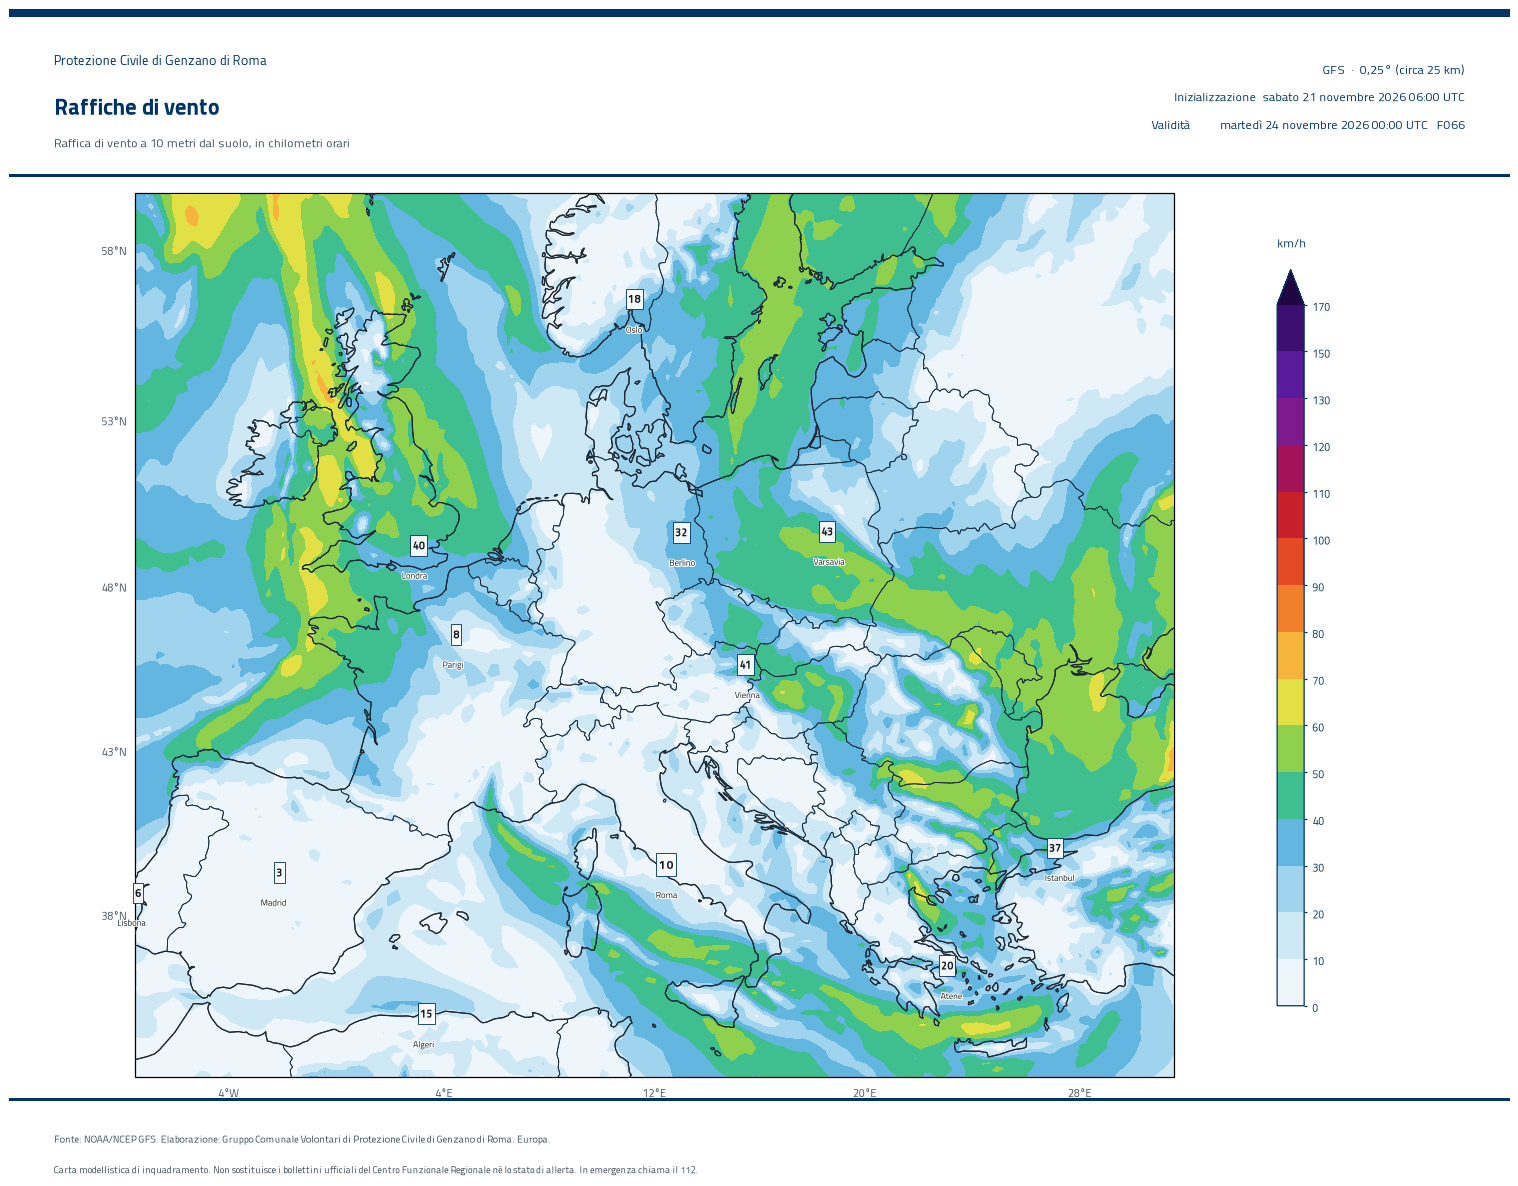 Protezione Civile di Genzano di Roma
Raffiche di vento
Raffica di vento a 10 metri dal suolo, in chilometri orari
GFS · 0,25° (circa 25 km)
Inizializzazione sabato 21 novembre 2026 06:00 UTC
Validità martedì 24 novembre 2026 00:00 UTC F066
58°N
53°N
48°N
43°N
38°N
4°W
4°E
12°E
20°E
28°E
18
Oslo
40
Londra
32
Berlino
43
Varsavia
8
Parigi
41
Vienna
3
Madrid
6
Lisbona
10
Roma
37
Istanbul
20
Atene
15
Algeri
km/h
170
150
130
120
110
100
90
80
70
60
50
40
30
20
10
0
Fonte: NOAA/NCEP GFS. Elaborazione: Gruppo Comunale Volontari di Protezione Civile di Genzano di Roma. Europa.
Carta modellistica di inquadramento. Non sostituisce i bollettini ufficiali del Centro Funzionale Regionale né lo stato di allerta. In emergenza chiama il 112.